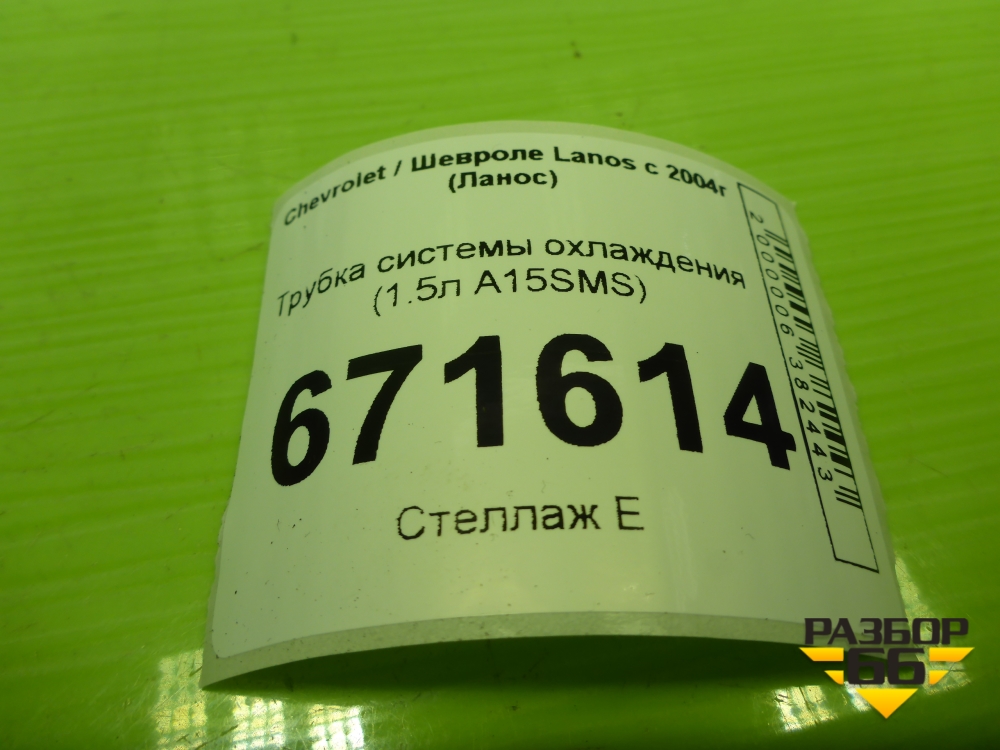 Chevrolet / Шевроле Lanos с 2004г
(Ланос)
Трубка системы охлаждения
(1.5л A15SMS)
671614
Стеллаж Е
2000006382443
РАЗБОР
66